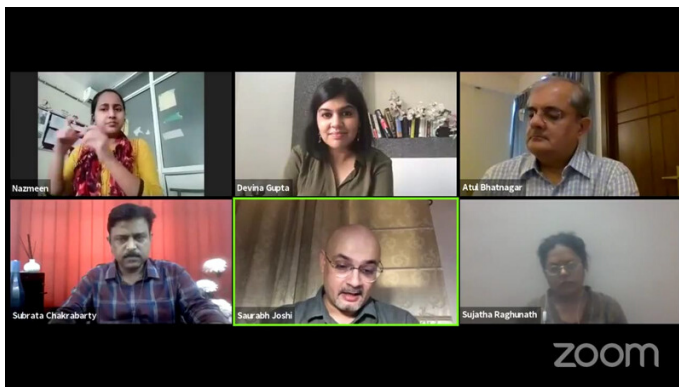 Nazmeen
Devina Gupta
Atul Bhatnagar
Subrata Chakrabarty
Saurabh Joshi
Sujatha Raghunath
zoom